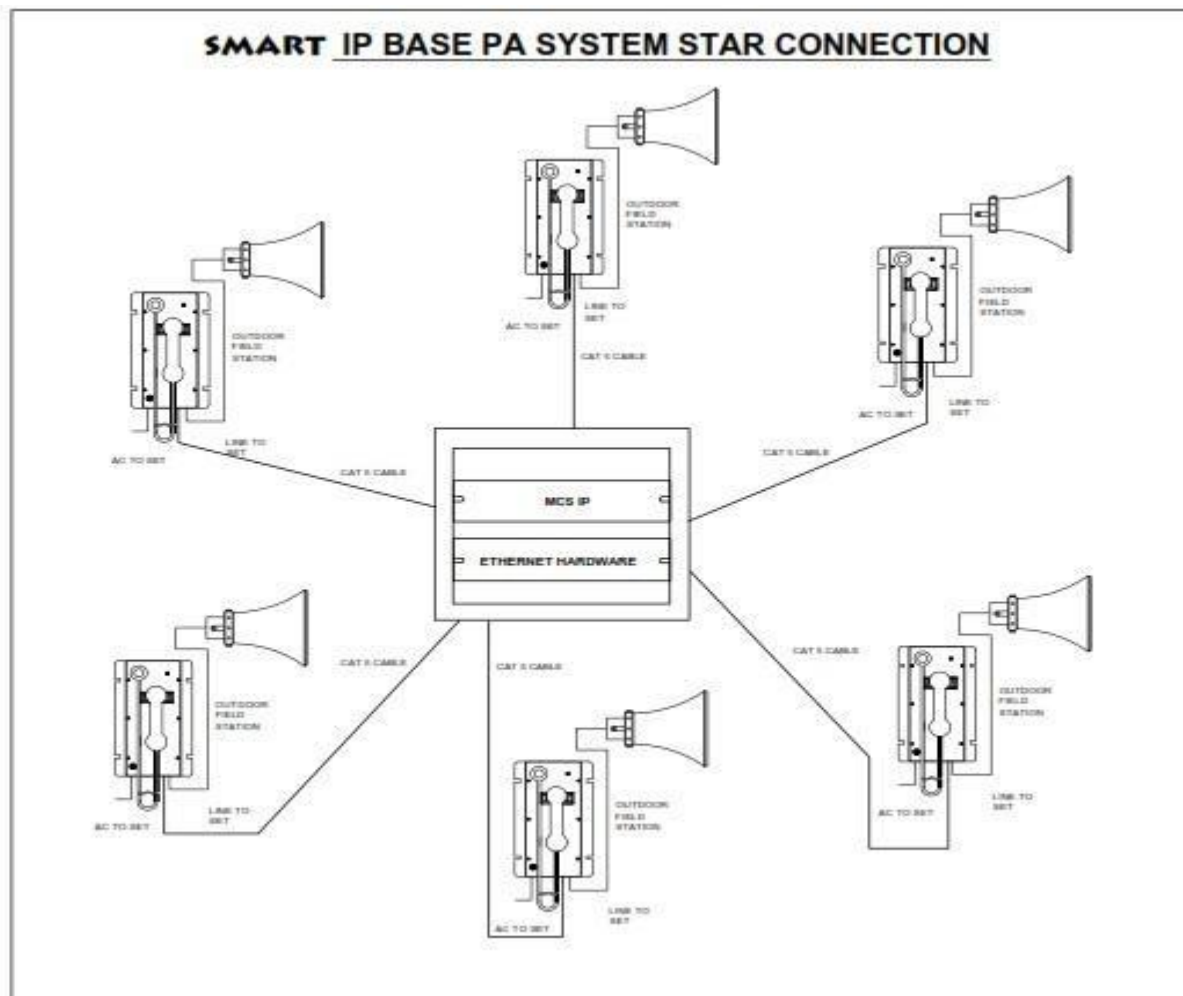 SMART IP BASE PA SYSTEM STAR CONNECTION
OUTDOOR
FIELD
STATION
LINE TO
SET
AC TO SET
CAT 5 CABLE
OUTDOOR
FIELD
STATION
LINE TO
SET
AC TO SET
CAT 5 CABLE
OUTDOOR
FIELD
STATION
AC TO SET
LINE TO
SET
CAT 5 CABLE
MCS IP
ETHERNET HARDWARE
CAT 5 CABLE
OUTDOOR
FIELD
STATION
LINE TO
SET
AC TO SET
CAT 5 CABLE
OUTDOOR
FIELD
STATION
LINE TO
SET
AC TO SET
CAT 5 CABLE
OUTDOOR
FIELD
STATION
AC TO SET
LINE TO
SET